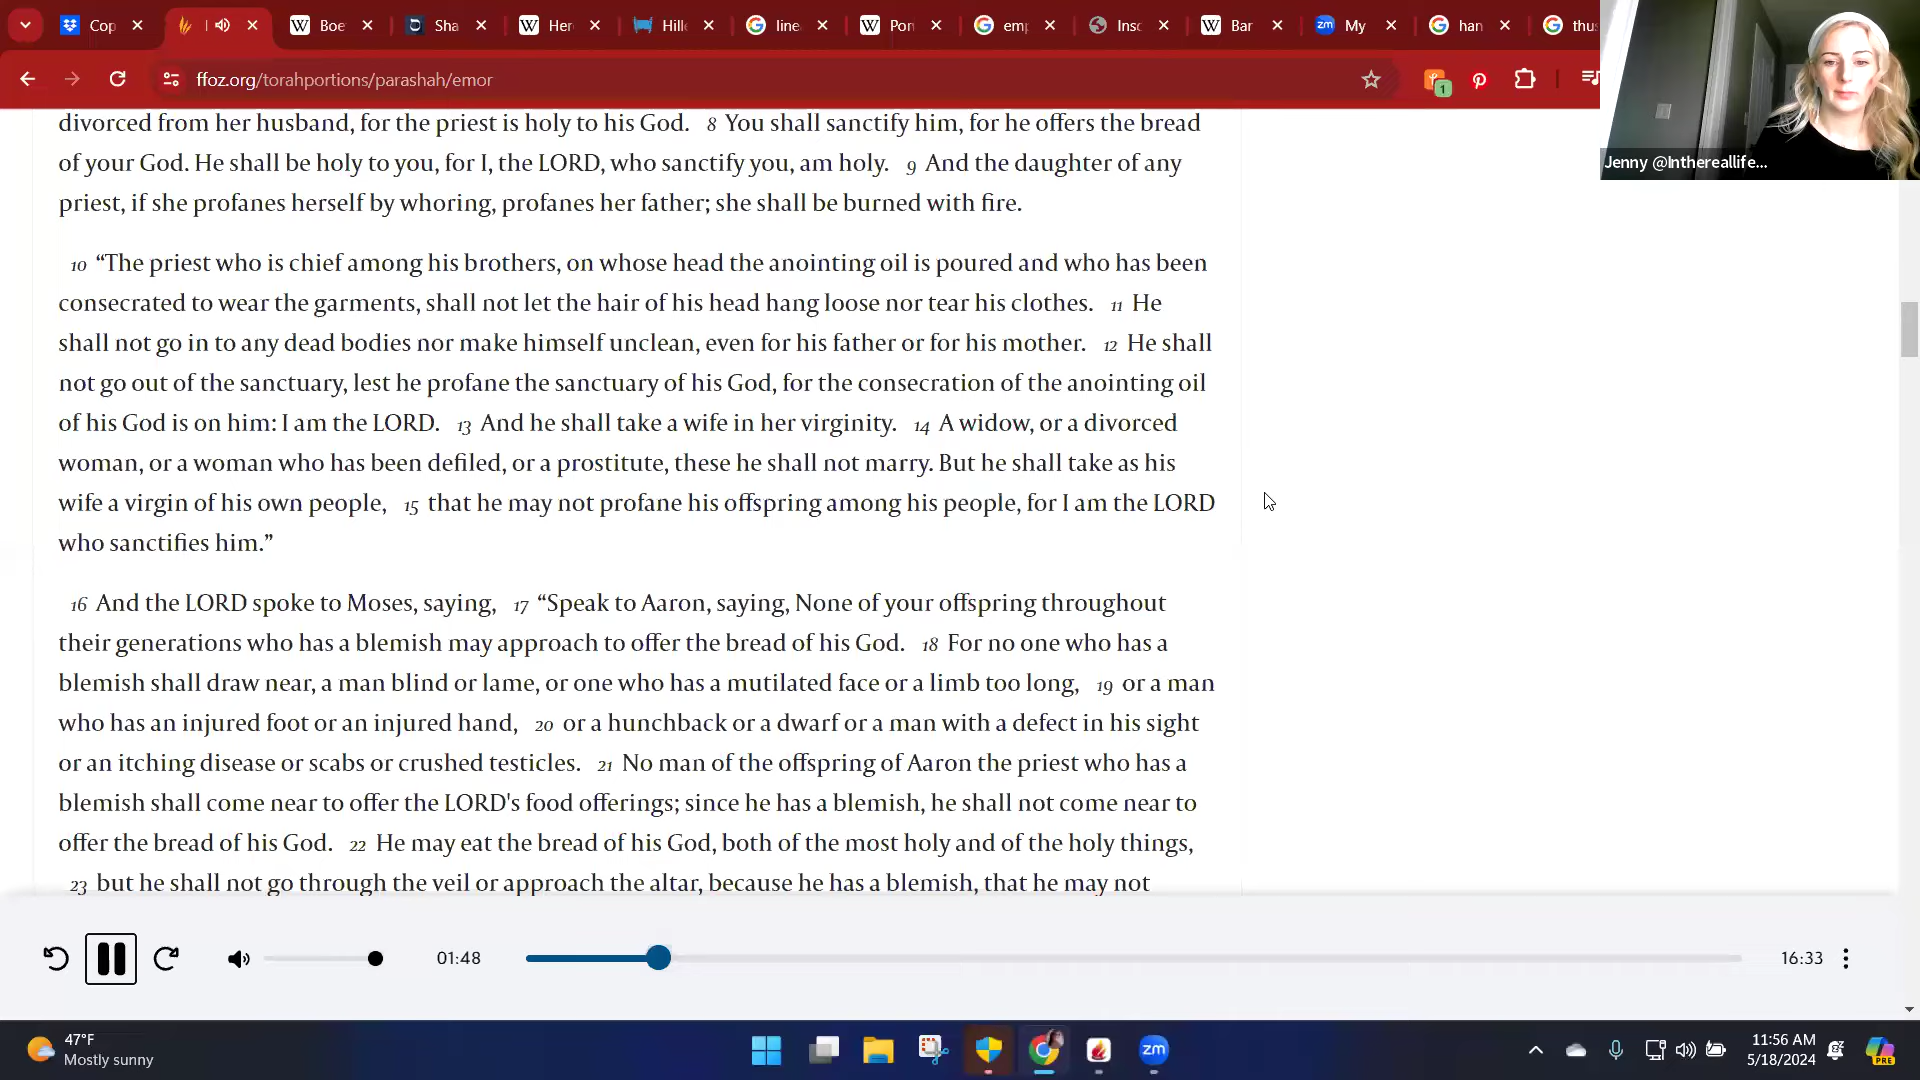 Cop
Boe
Sha
Her
Hille
line
Pon
emp
Insc
Bar
My
han
thu
ffoz.org/torahportions/parashah/emor
1
Jenny @Inthereallife...
divorced from her husband, for the priest is holy to his God. 8 You shall sanctify him, for he offers the bread
of your God. He shall be holy to you, for I, the LORD, who sanctify you, am holy. 9 And the daughter of any
priest, if she profanes herself by whoring, profanes her father; she shall be burned with fire.
10 “The priest who is chief among his brothers, on whose head the anointing oil is poured and who has been
consecrated to wear the garments, shall not let the hair of his head hang loose nor tear his clothes. 11 He
shall not go in to any dead bodies nor make himself unclean, even for his father or for his mother. 12 He shall
not go out of the sanctuary, lest he profane the sanctuary of his God, for the consecration of the anointing oil
of his God is on him: I am the LORD. 13 And he shall take a wife in her virginity. 14 A widow, or a divorced
woman, or a woman who has been defiled, or a prostitute, these he shall not marry. But he shall take as his
wife a virgin of his own people, 15 that he may not profane his offspring among his people, for I am the LORD
who sanctifies him.”
16 And the LORD spoke to Moses, saying, 17 “Speak to Aaron, saying, None of your offspring throughout
their generations who has a blemish may approach to offer the bread of his God. 18 For no one who has a
blemish shall draw near, a man blind or lame, or one who has a mutilated face or a limb too long, 19 or a man
who has an injured foot or an injured hand, 20 or a hunchback or a dwarf or a man with a defect in his sight
or an itching disease or scabs or crushed testicles. 21 No man of the offspring of Aaron the priest who has a
blemish shall come near to offer the LORD's food offerings; since he has a blemish, he shall not come near to
offer the bread of his God. 22 He may eat the bread of his God, both of the most holy and of the holy things,
23 but he shall not go through the veil or approach the altar, because he has a blemish, that he may not
01:48
16:33
47°F
Mostly sunny
zm
11:56 AM
5/18/2024
PRE